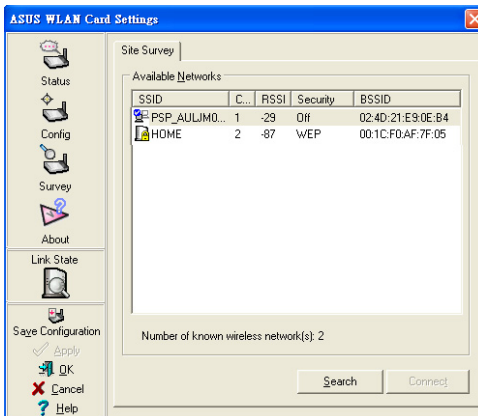 ASUS WLAN Card Settings
Status
Config
Survey
About
Link State
Save Configuration
Apply
OK
Cancel
Help
Site Survey
Available Networks
SSID C... RSSI Security BSSID
PSP_AULJM0... 1 -29 Off 02:4D:21:E9:0E:B4
HOME 2 -87 WEP 00:1C:F0:AF:7F:05
Number of known wireless network(s): 2
Search Connect